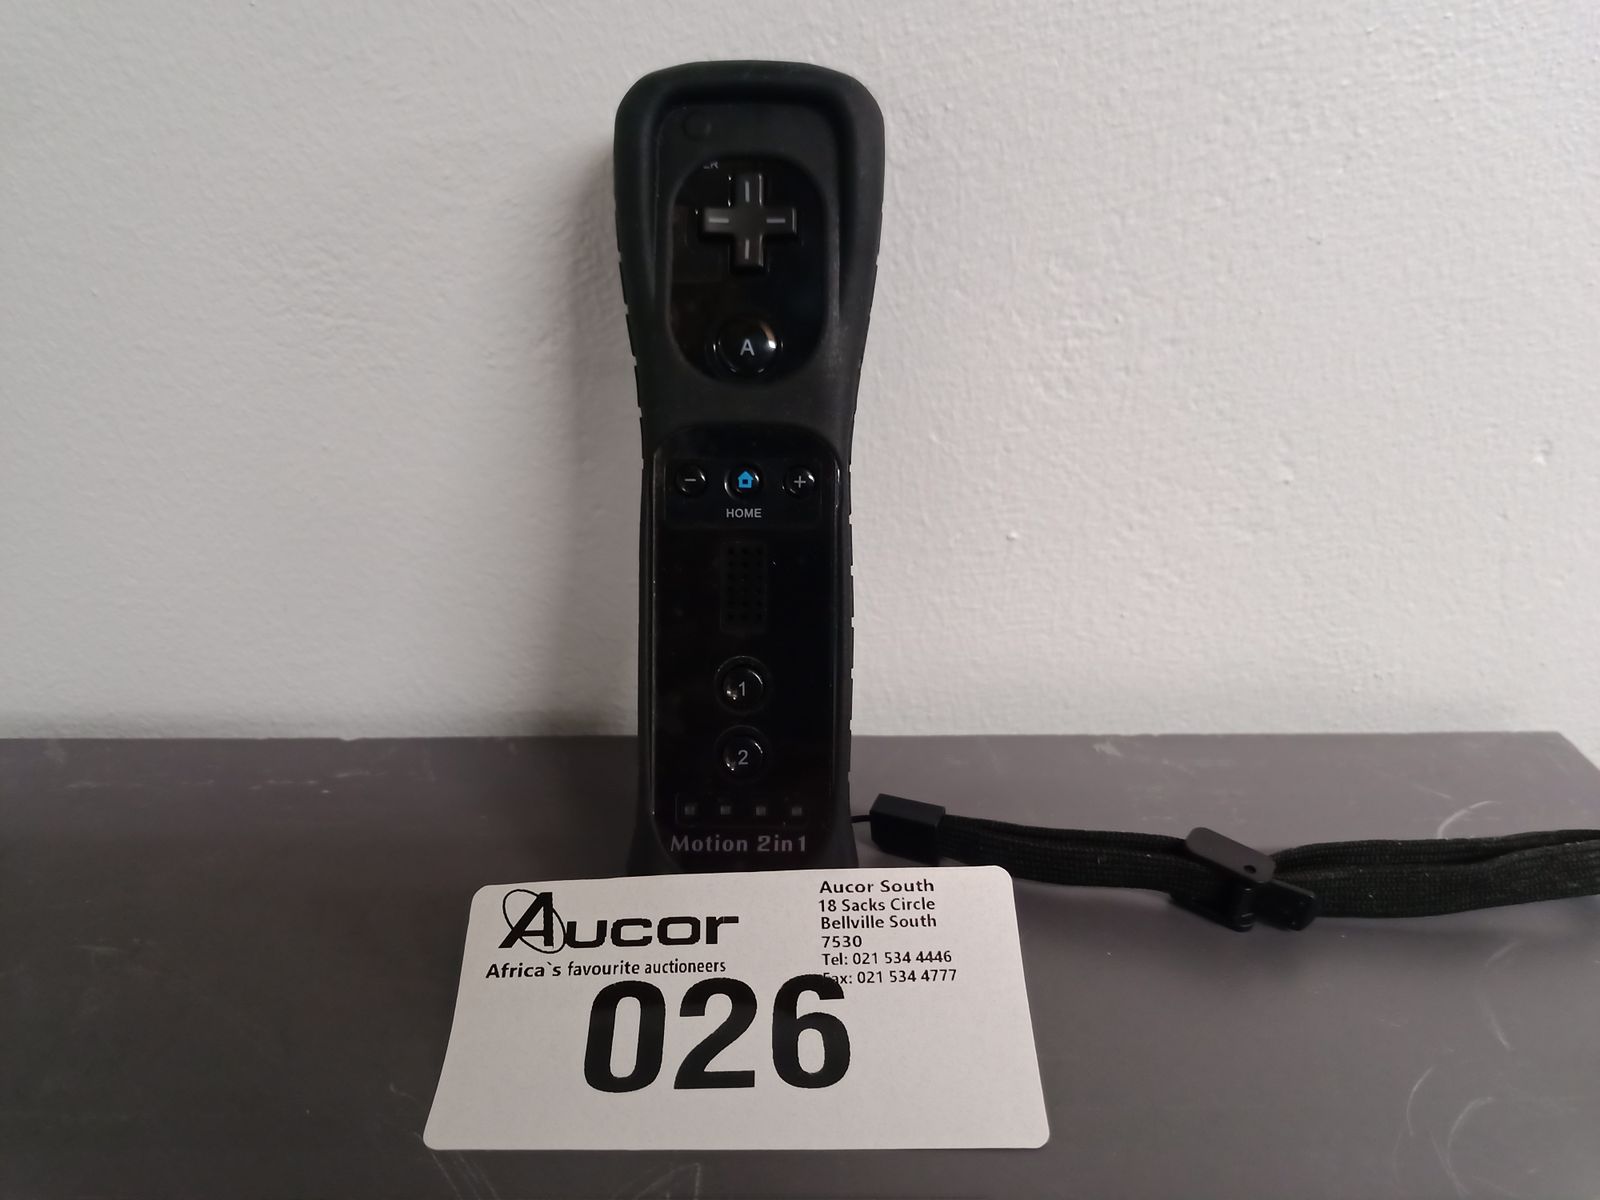 A
− +
HOME
1
2
Motion 2in1
Aucor
Africa`s favourite auctioneers
Aucor South
18 Sacks Circle
Bellville South
7530
Tel: 021 534 4446
Fax: 021 534 4777
026